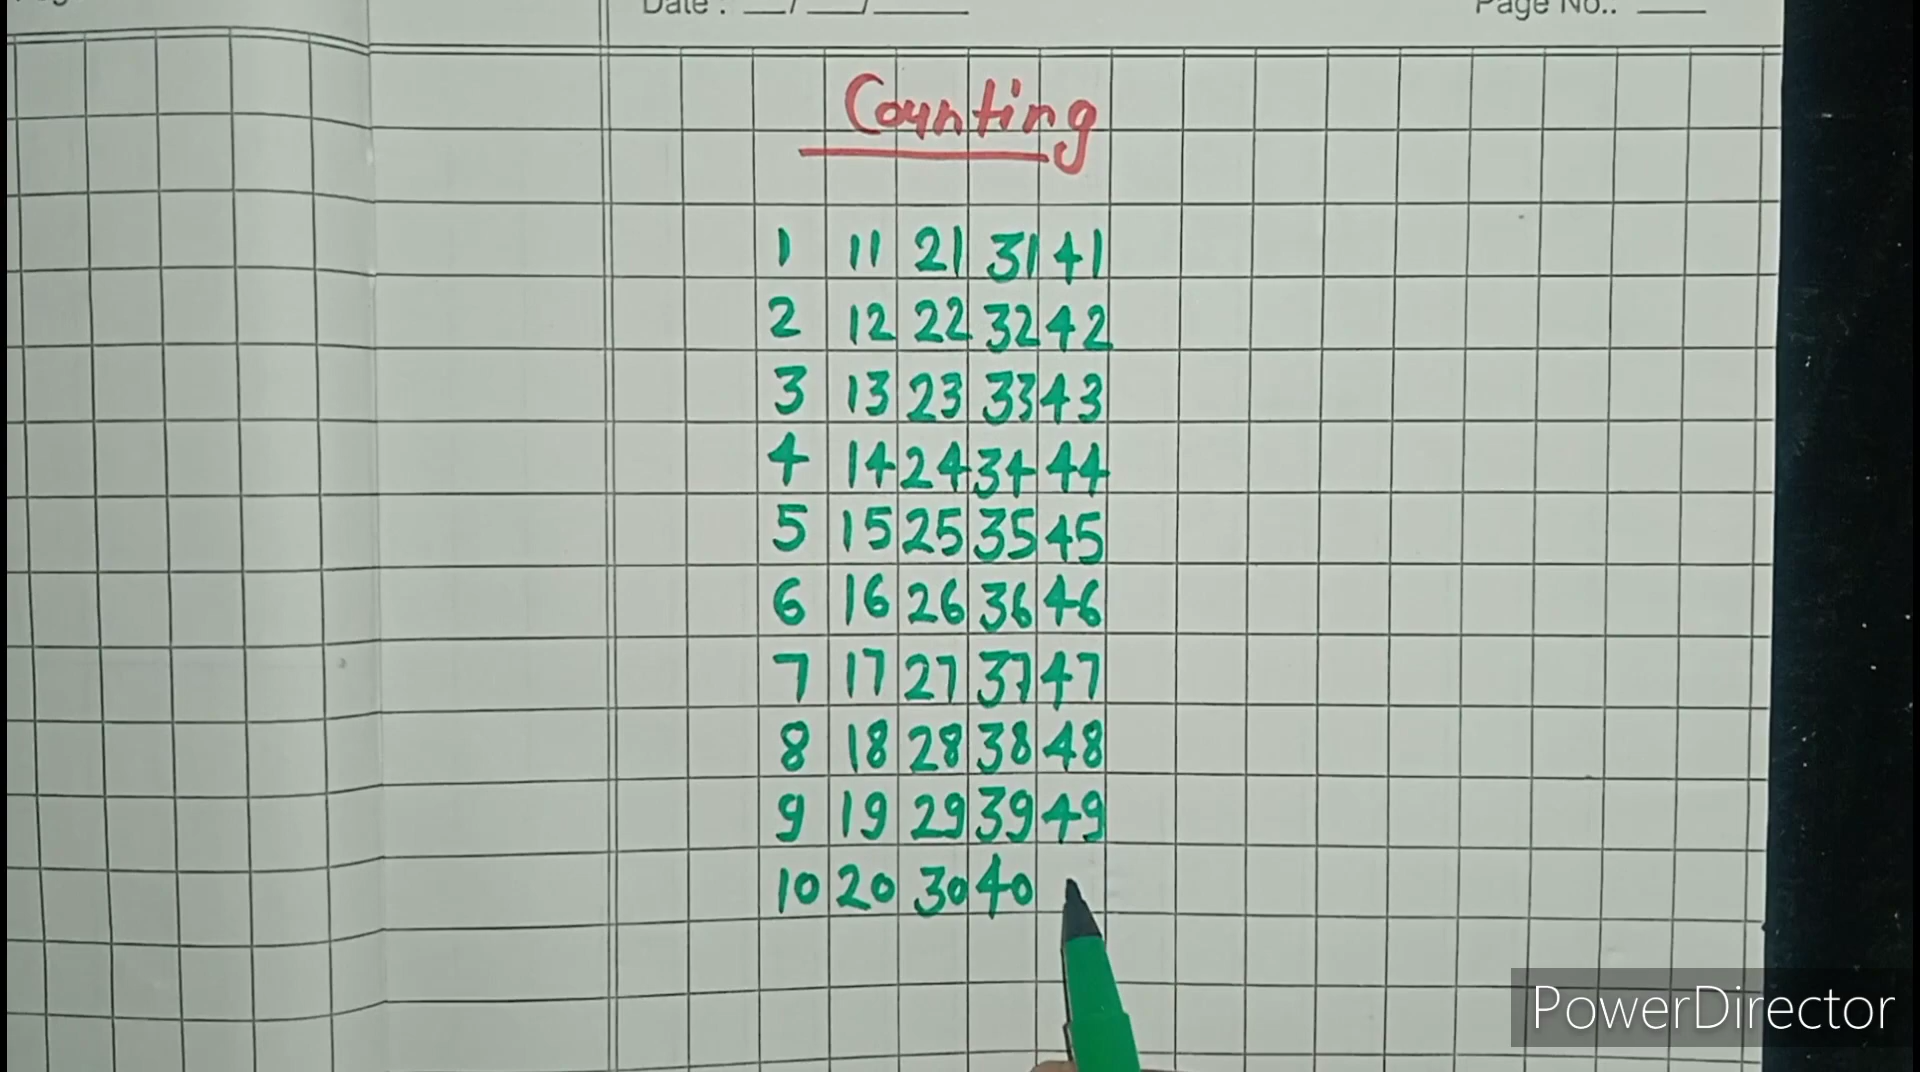 Date : __/__/____ Page No.: ___
Counting
1 11 21 31 41
2 12 22 32 42
3 13 23 33 43
4 14 24 34 44
5 15 25 35 45
6 16 26 36 46
7 17 27 37 47
8 18 28 38 48
9 19 29 39 49
10 20 30 40
PowerDirector